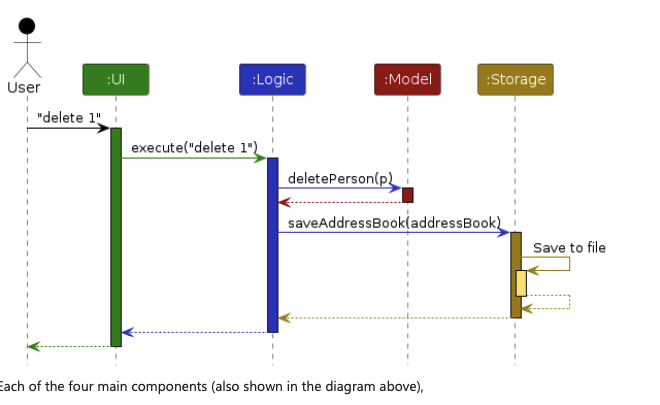 User
:UI
:Logic
:Model
:Storage
"delete 1"
execute("delete 1")
deletePerson(p)
saveAddressBook(addressBook)
Save to file
Each of the four main components (also shown in the diagram above),